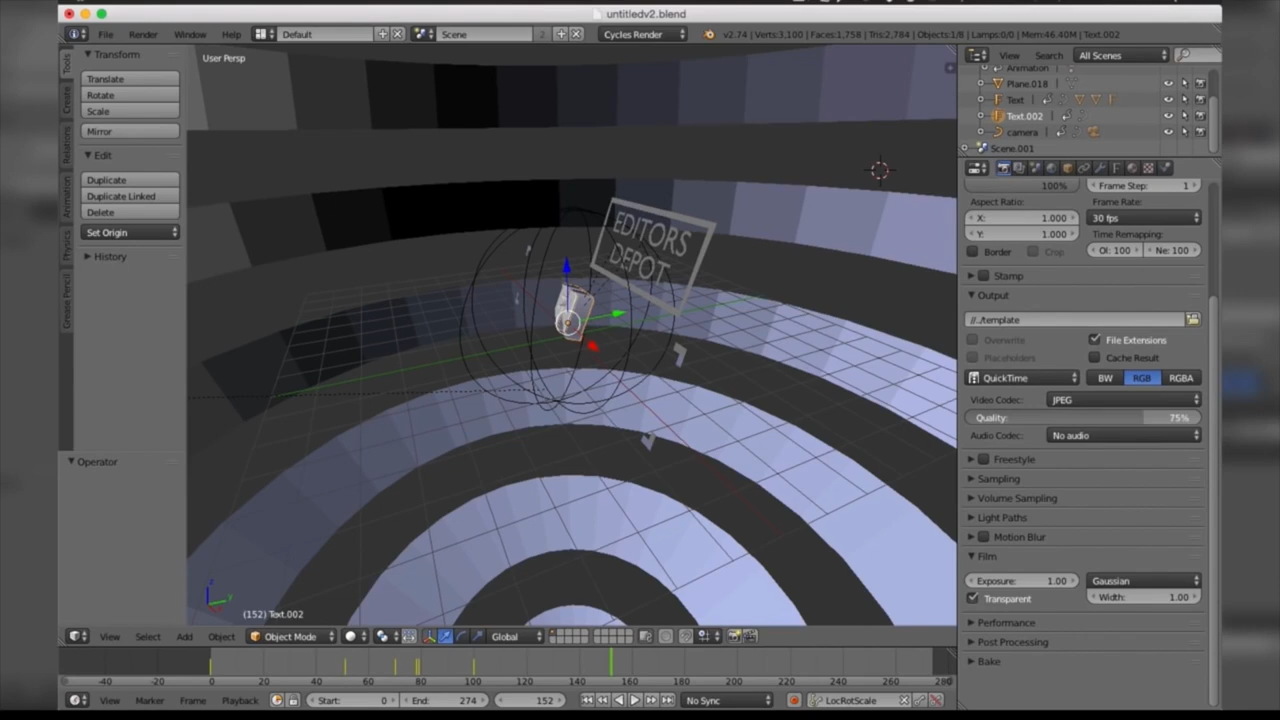 untitledv2.blend
File Render Window Help Default Scene 2 Cycles Render v2.74 | Verts:3,100 | Faces:1,758 | Tris:2,784 | Objects:1/8 | Lamps:0/0 | Mem:46.40M | Text.002
Tools
Create
Relations
Animation
Physics
Grease Pencil
Transform
Translate
Rotate
Scale
Mirror
Edit
Duplicate
Duplicate Linked
Delete
Set Origin
History
Operator
User Persp
EDITORS
DEPOT
(152) Text.002
View Select Add Object Object Mode Global
View Search All Scenes
Animation
Plane.018
Text
Text.002
camera
Scene.001
100% Frame Step: 1
Aspect Ratio: Frame Rate:
X: 1.000 30 fps
Y: 1.000 Time Remapping:
Border Crop Ol: 100 Ne: 100
Stamp
Output
//../template
Overwrite File Extensions
Placeholders Cache Result
QuickTime BW RGB RGBA
Video Codec: JPEG
Quality: 75%
Audio Codec: No audio
Freestyle
Sampling
Volume Sampling
Light Paths
Motion Blur
Film
Exposure: 1.00 Gaussian
Transparent Width: 1.00
Performance
Post Processing
Bake
-40 -20 0 20 40 60 80 100 120 140 160 180 200 220 240 260 280
View Marker Frame Playback Start: 0 End: 274 152 No Sync LocRotScale